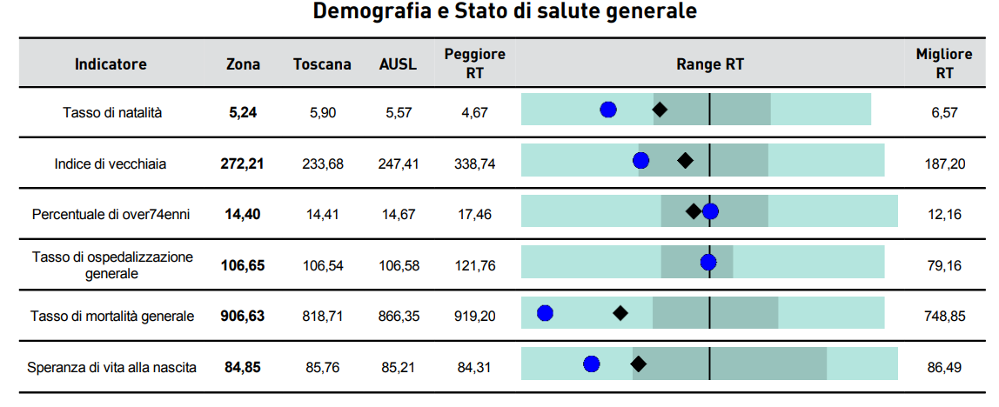 Demografia e Stato di salute generale
Indicatore Zona Toscana AUSL Peggiore RT Range RT Migliore RT
Tasso di natalità 5,24 5,90 5,57 4,67 6,57
Indice di vecchiaia 272,21 233,68 247,41 338,74 187,20
Percentuale di over74enni 14,40 14,41 14,67 17,46 12,16
Tasso di ospedalizzazione generale 106,65 106,54 106,58 121,76 79,16
Tasso di mortalità generale 906,63 818,71 866,35 919,20 748,85
Speranza di vita alla nascita 84,85 85,76 85,21 84,31 86,49